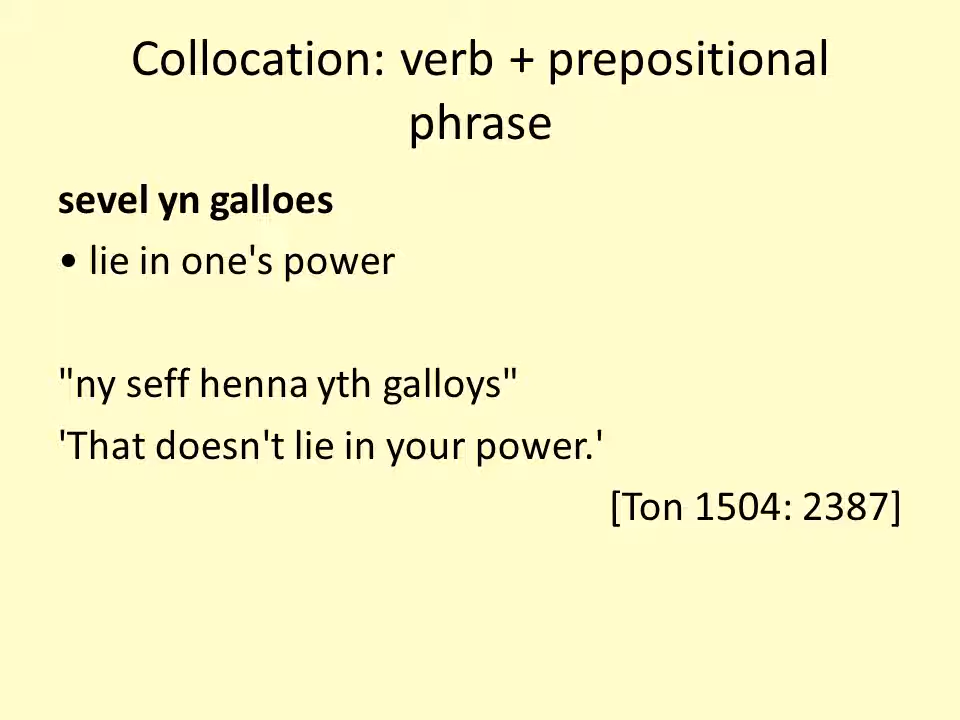 Collocation: verb + prepositional
phrase
sevel yn galloes
• lie in one's power
"ny seff henna yth galloys"
'That doesn't lie in your power.'
[Ton 1504: 2387]